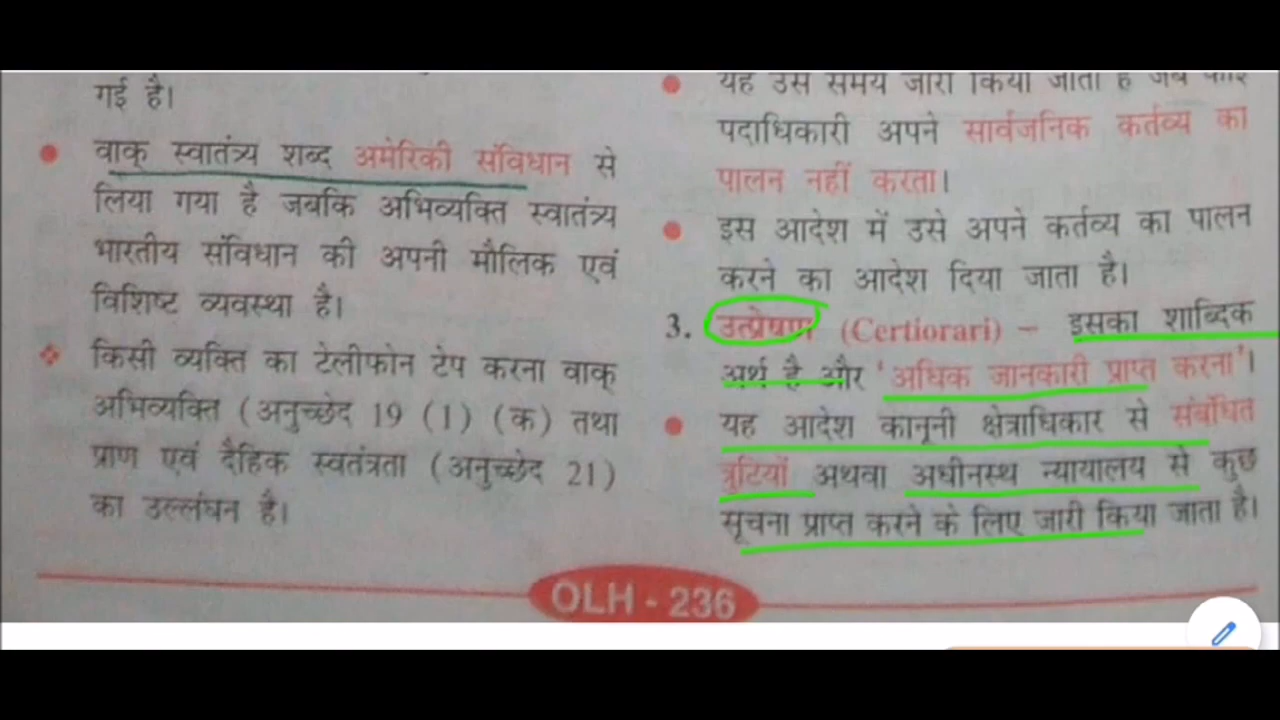 गई है।
● वाक् स्वातंत्र्य शब्द अमेरिकी संविधान से
लिया गया है जबकि अभिव्यक्ति स्वातंत्र्य
भारतीय संविधान की अपनी मौलिक एवं
विशिष्ट व्यवस्था है।
❖ किसी व्यक्ति का टेलीफोन टेप करना वाक्
अभिव्यक्ति (अनुच्छेद 19 (1) (क) तथा
प्राण एवं दैहिक स्वतंत्रता (अनुच्छेद 21)
का उल्लंघन है।
● यह उस समय जारी किया जाता है जब कोई
पदाधिकारी अपने सार्वजनिक कर्तव्य का
पालन नहीं करता।
● इस आदेश में उसे अपने कर्तव्य का पालन
करने का आदेश दिया जाता है।
3. उत्प्रेषण (Certiorari) – इसका शाब्दिक
अर्थ है और 'अधिक जानकारी प्राप्त करना'।
● यह आदेश कानूनी क्षेत्राधिकार से संबंधित
त्रुटियों अथवा अधीनस्थ न्यायालय से कुछ
सूचना प्राप्त करने के लिए जारी किया जाता है।
OLH - 236